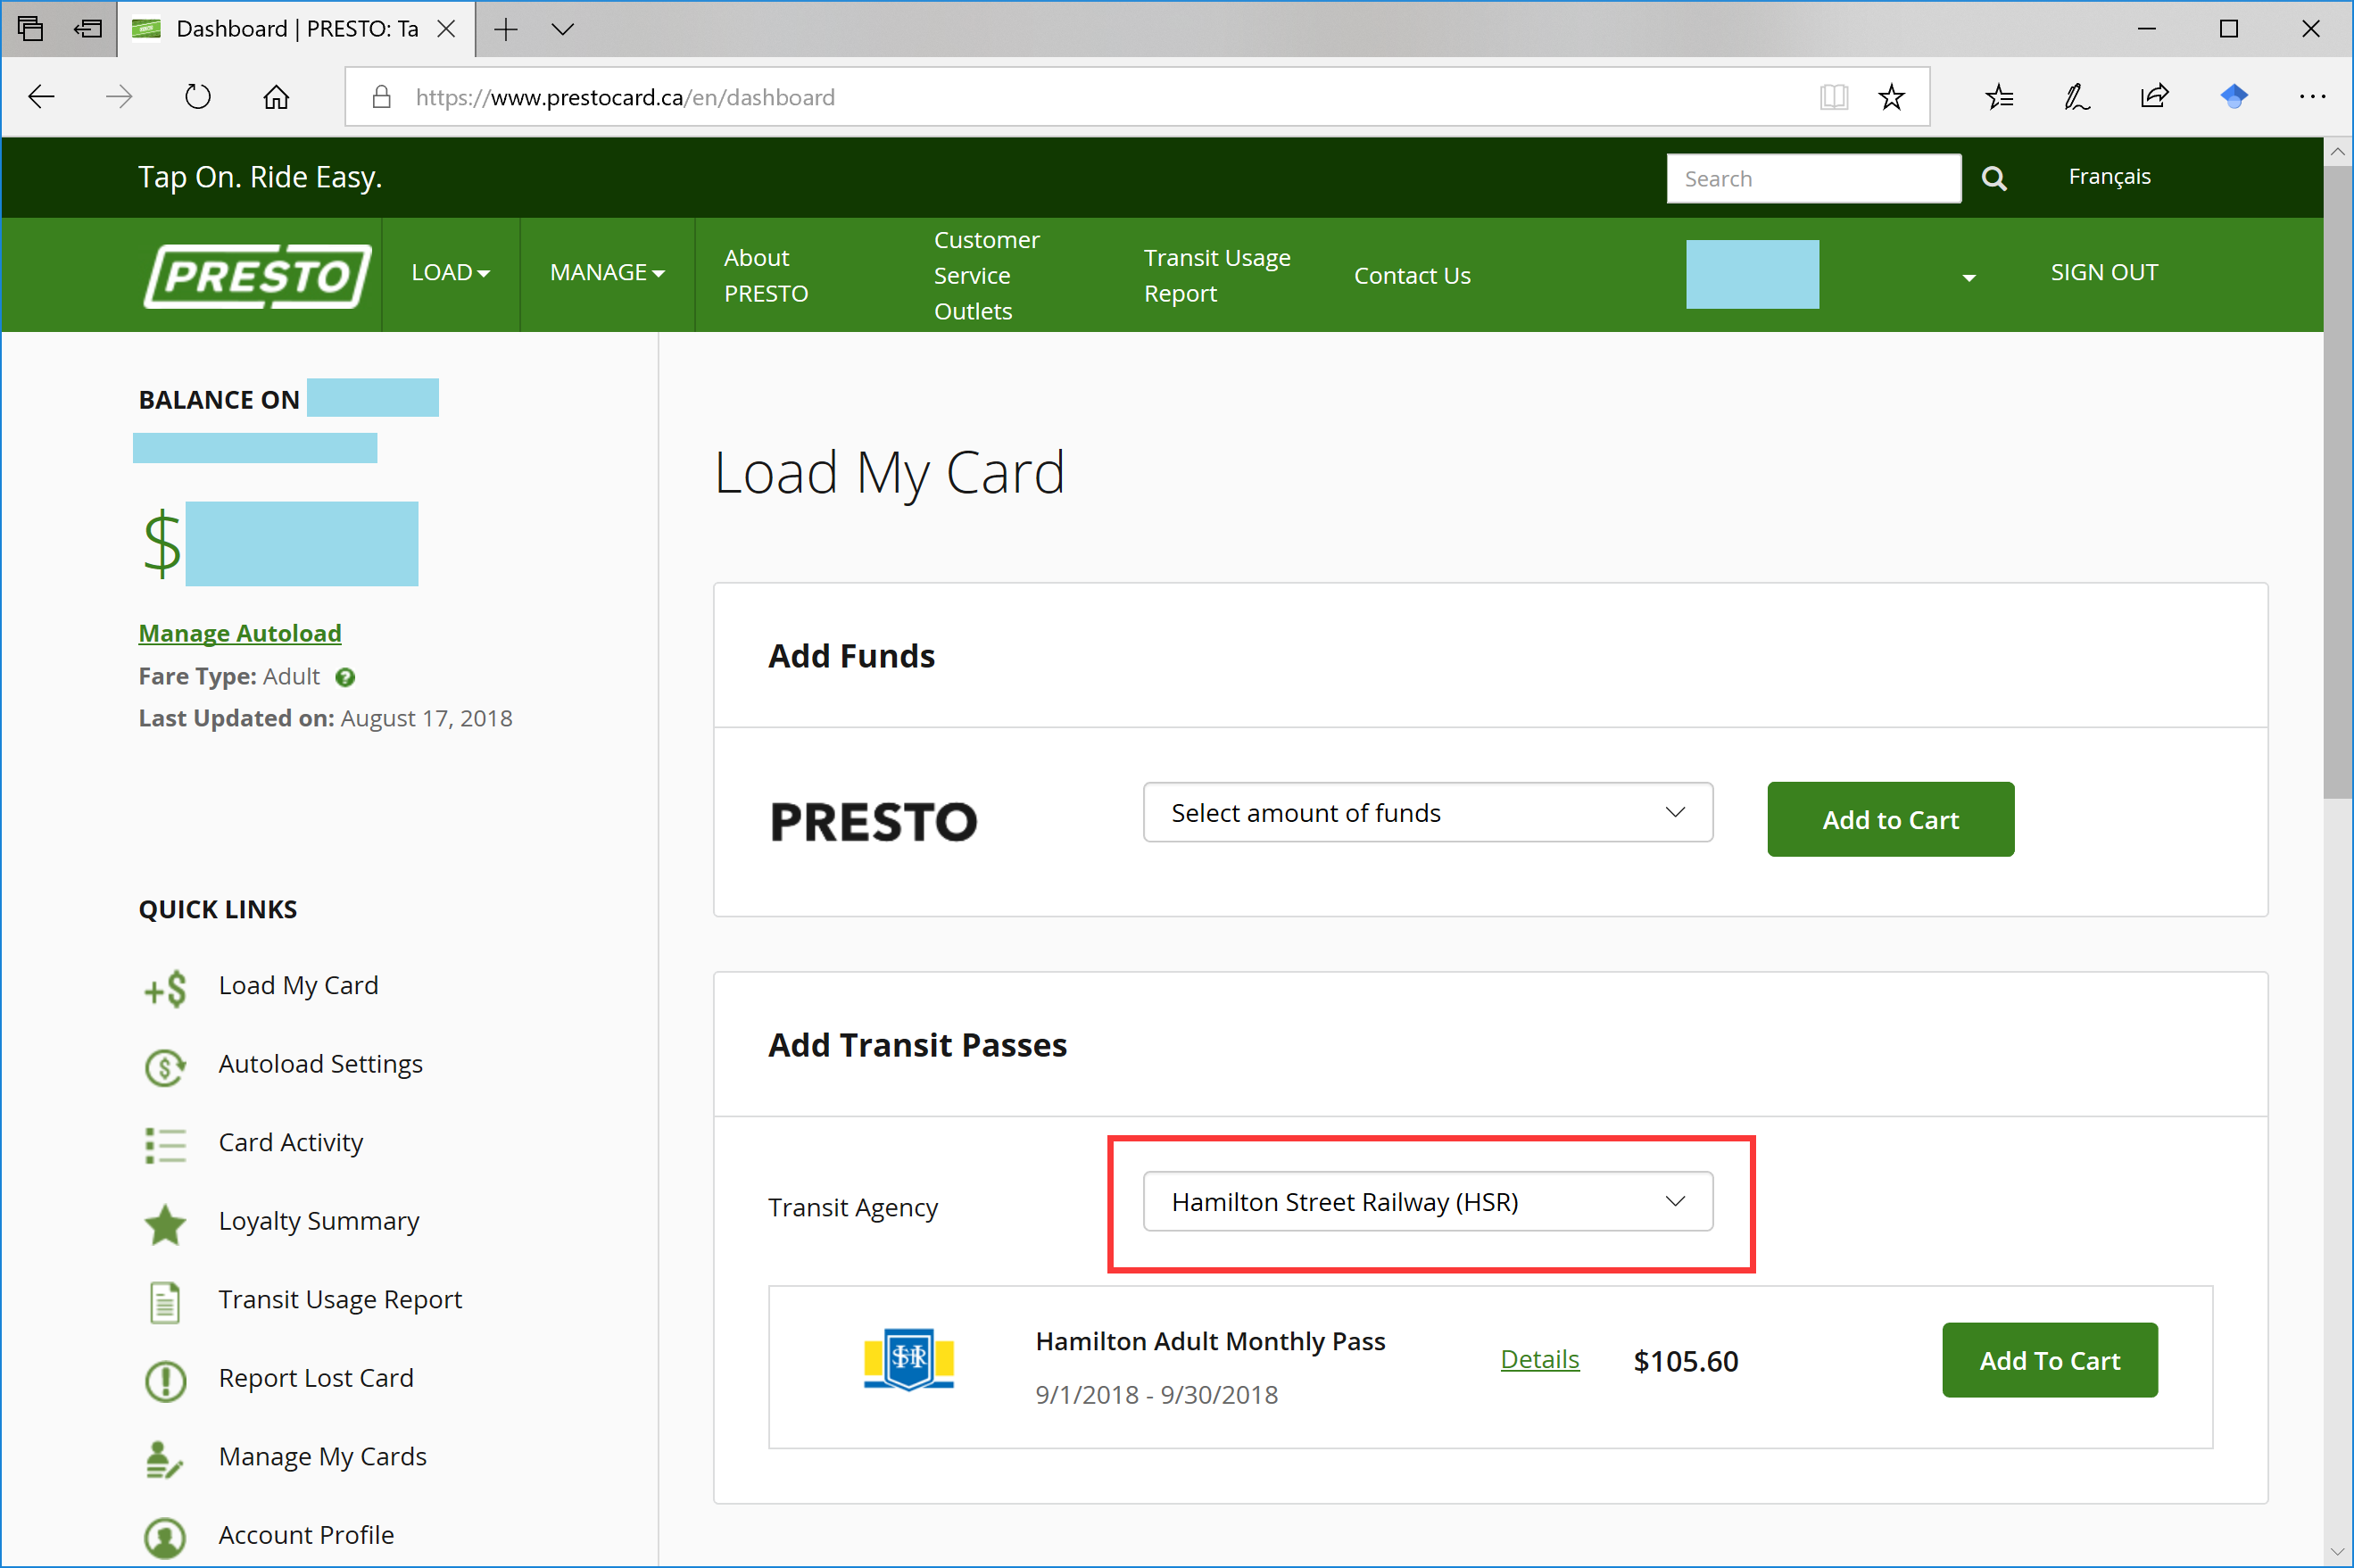 Dashboard | PRESTO: Ta
https://www.prestocard.ca/en/dashboard
Tap On. Ride Easy.
Search
Français
PRESTO
LOAD
MANAGE
About
PRESTO
Customer
Service
Outlets
Transit Usage
Report
Contact Us
SIGN OUT
BALANCE ON
$
Manage Autoload
Fare Type: Adult ?
Last Updated on: August 17, 2018
QUICK LINKS
+$ Load My Card
$ Autoload Settings
Card Activity
Loyalty Summary
Transit Usage Report
! Report Lost Card
Manage My Cards
Account Profile
Load My Card
Add Funds
PRESTO
Select amount of funds
Add to Cart
Add Transit Passes
Transit Agency
Hamilton Street Railway (HSR)
HSR
Hamilton Adult Monthly Pass
9/1/2018 - 9/30/2018
Details
$105.60
Add To Cart